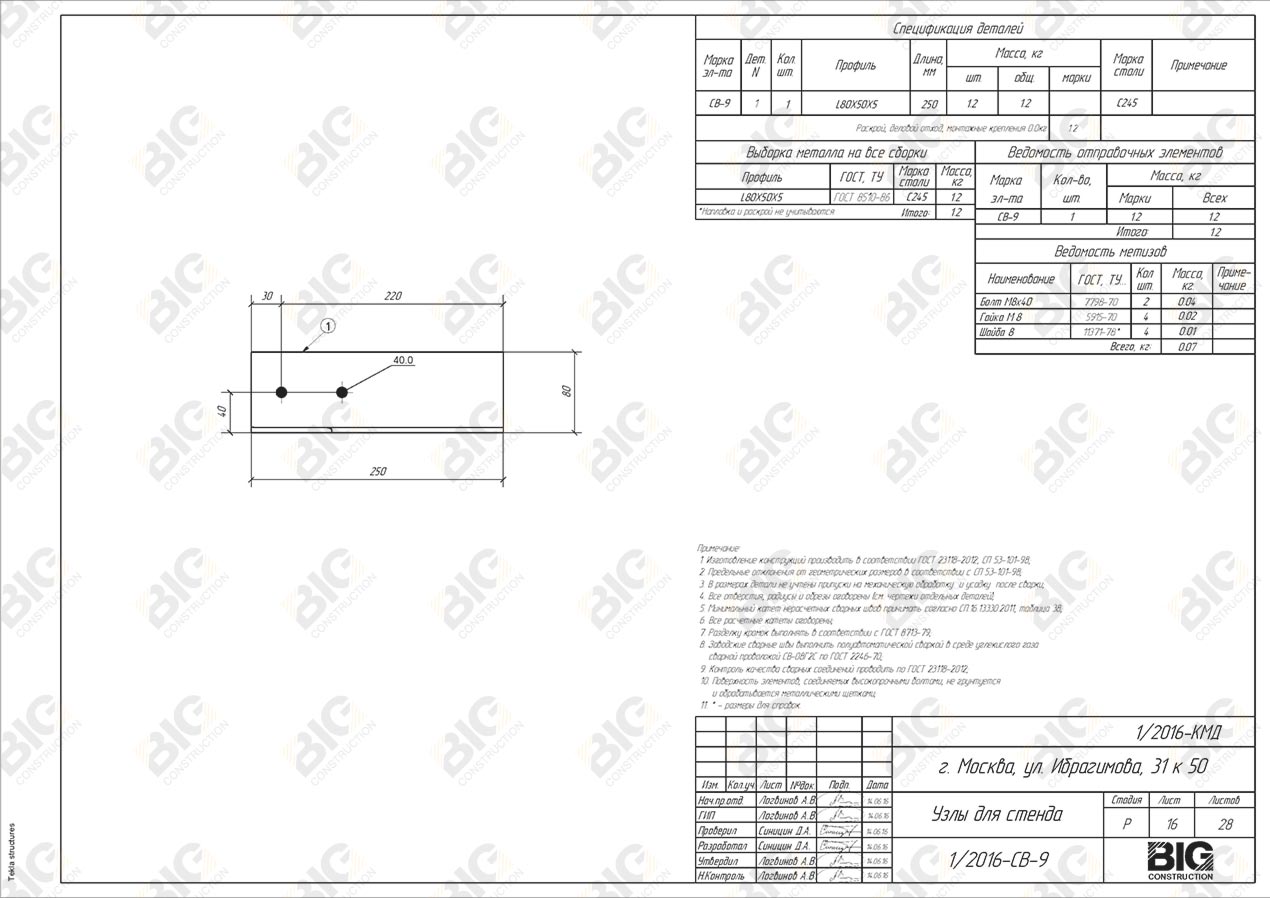 Спецификация деталей
Марка эл-та Дет. N Кол. шт. Профиль Длина, мм Масса, кг Марка стали Примечание
шт. общ. марки
СВ-9 1 1 L80X50X5 250 1.2 1.2 С245
Раскрой, деловой отход, монтажные крепления 0.0кг 1.2
Выборка металла на все сборки
Профиль ГОСТ, ТУ Марка стали Масса, кг
L80X50X5 ГОСТ 8510-86 С245 1.2
*Наплавка и раскрой не учитываются Итого: 1.2
Ведомость отправочных элементов
Марка эл-та Кол-во, шт. Масса, кг
Марки Всех
СВ-9 1 1.2 1.2
Итого: 1.2
Ведомость метизов
Наименование ГОСТ, ТУ... Кол шт. Масса, кг Приме-чание
Болт М8х40 7798-70 2 0.04
Гайка М 8 5915-70 4 0.02
Шайба 8 11371-78* 4 0.01
Всего, кг: 0.07
30 220
1
40.0
40
80
250
Примечание
1. Изготовление конструкций производить в соответствии ГОСТ 23118-2012, СП 53-101-98;
2. Предельные отклонения от геометрических размеров в соответствии с СП 53-101-98;
3. В размерах детали не учтены припуски на механическую обработку и усадку после сварки;
4. Все отверстия, радиусы и обрезы оговорены (см. чертежи отдельных деталей);
5. Минимальный катет нерасчетных сварных швов принимать согласно СП 16.13330.2011, таблица 38;
6. Все расчетные катеты оговорены;
7. Разделку кромок выполнять в соответствии с ГОСТ 8713-79;
8. Заводские сварные швы выполнить полуавтоматической сваркой в среде углекислого газа
сварной проволокой СВ-08Г2С по ГОСТ 2246-70;
9. Контроль качества сварных соединений проводить по ГОСТ 23118-2012;
10. Поверхность элементов, соединяемых высокопрочными болтами, не грунтуется
и обрабатывается металлическими щетками;
11. * - размеры для справок
1/2016-КМД
г. Москва, ул. Ибрагимова, 31 к 50
Изм. Кол.уч Лист №док. Подп. Дата
Нач.пр.отд. Логвинов А.В 14.06.16
ГИП Логвинов А.В 14.06.16
Проверил Синицин Д.А. 14.06.16
Разработал Синицин Д.А. 14.06.16
Утвердил Логвинов А.В 14.06.16
Н.Контроль Логвинов А.В 14.06.16
Узлы для стенда
Стадия Лист Листов
Р 16 28
1/2016-СВ-9
BIG
CONSTRUCTION
Tekla structures